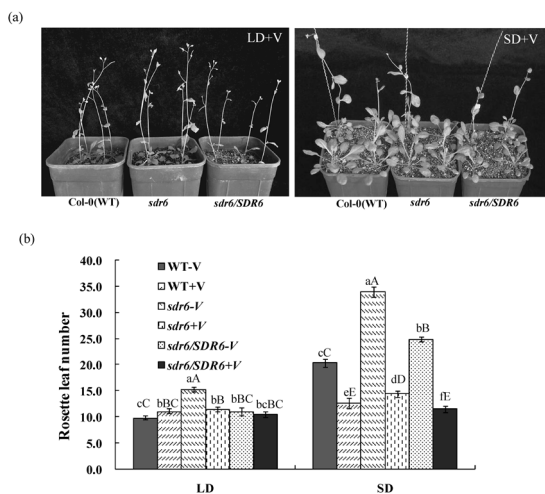 (a)
LD+V
SD+V
Col-0(WT) sdr6 sdr6/SDR6
Col-0(WT) sdr6 sdr6/SDR6
(b)
Rosette leaf number
40.0
35.0
30.0
25.0
20.0
15.0
10.0
5.0
0.0
WT-V
WT+V
sdr6-V
sdr6+V
sdr6/SDR6-V
sdr6/SDR6+V
cC bBC aA bB bBC bcBC
cC eE aA dD bB fE
LD SD